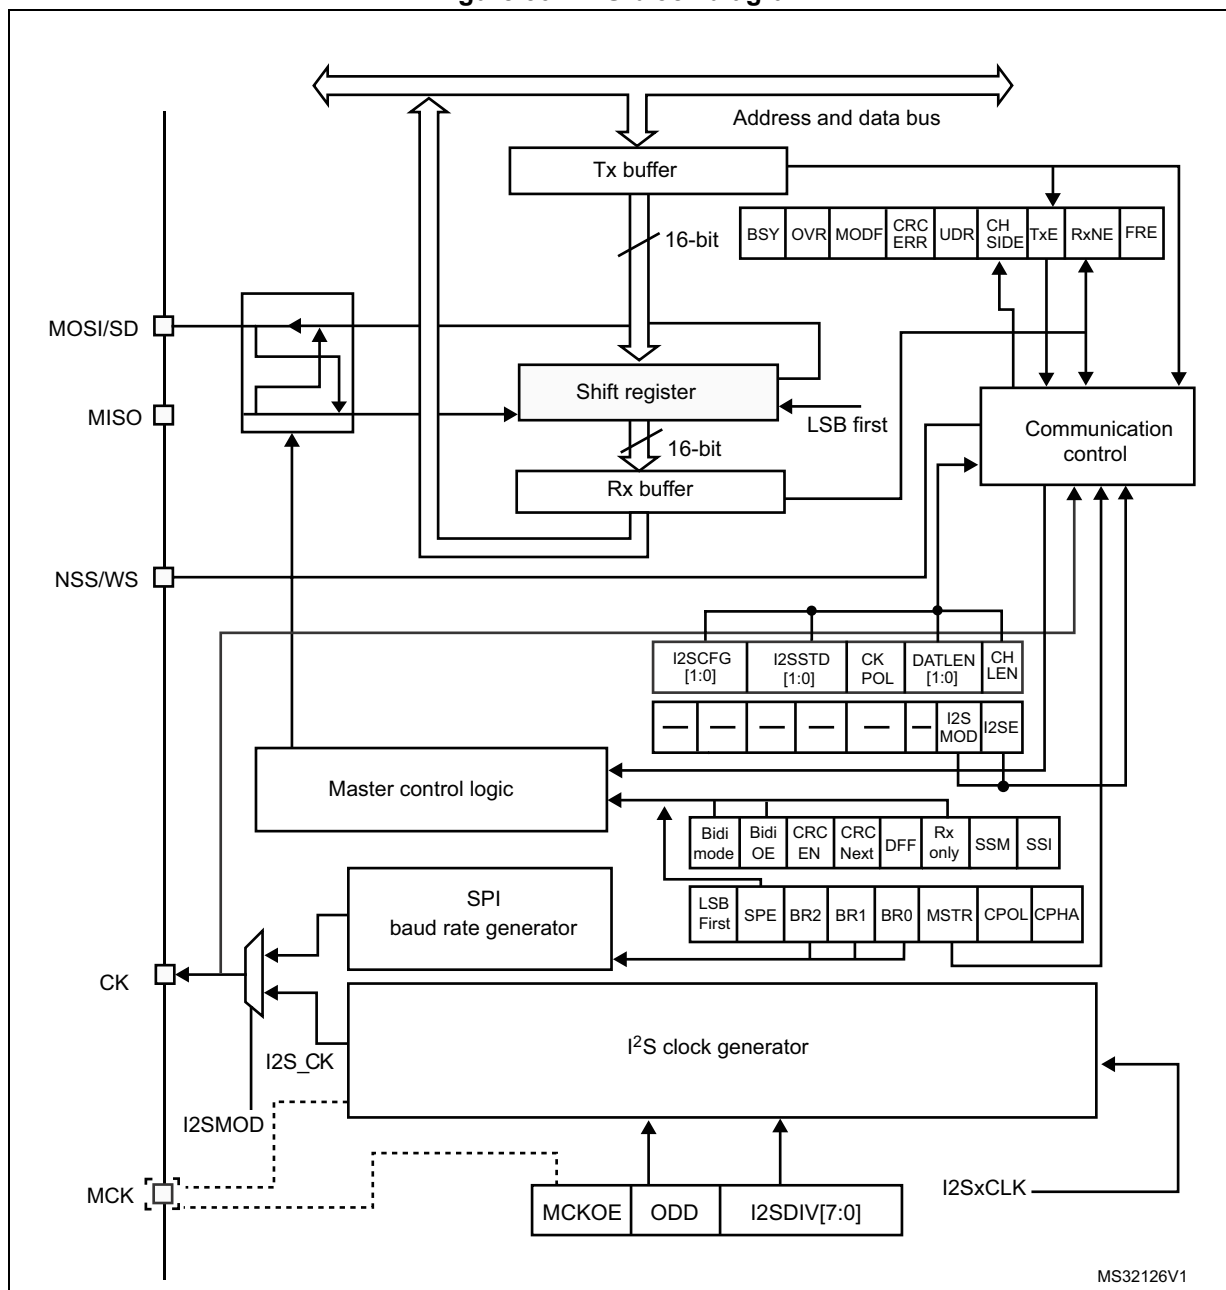 Address and data bus
Tx buffer
16-bit
BSY OVR MODF CRC ERR UDR CH SIDE TxE RxNE FRE
MOSI/SD
Shift register
MISO
LSB first
Communication control
16-bit
Rx buffer
NSS/WS
I2SCFG [1:0] I2SSTD [1:0] CK POL DATLEN [1:0] CH LEN
— — — — — — I2S MOD I2SE
Master control logic
Bidi mode Bidi OE CRC EN CRC Next DFF Rx only SSM SSI
SPI
baud rate generator
LSB First SPE BR2 BR1 BR0 MSTR CPOL CPHA
CK
I2S clock generator
I2S_CK
I2SMOD
MCK
I2SxCLK
MCKOE ODD I2SDIV[7:0]
MS32126V1